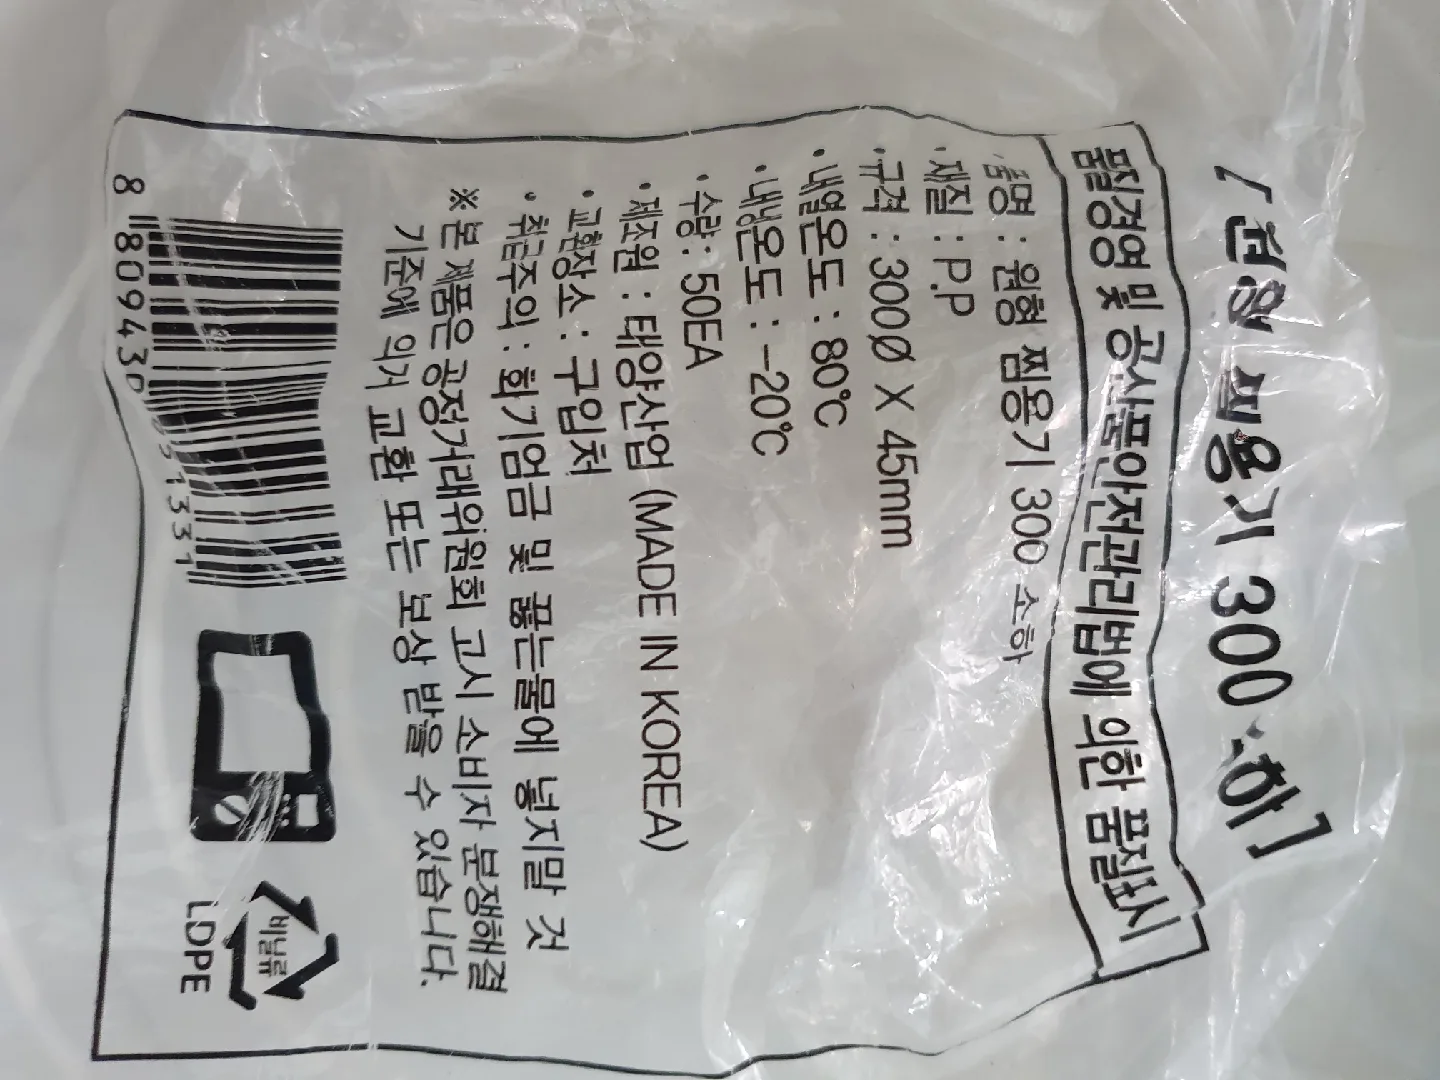 [ 원형 찜용기 300 소하 ]
품질경영 및 공산품안전관리법에 의한 품질표시
·품명 : 원형 찜용기 300 소하
·재질 : P.P
·규격 : 300Ø X 45mm
·내열온도 : 80℃
·내냉온도 : -20℃
·수량 : 50EA
·제조원 : 태양산업 (MADE IN KOREA)
·교환장소 : 구입처
·취급주의 : 화기엄금 및 끓는물에 넣지말 것
※본 제품은 공정거래위원회 고시 소비자 분쟁해결
기준에 의거 교환 또는 보상 받을 수 있습니다.
비닐류
LDPE